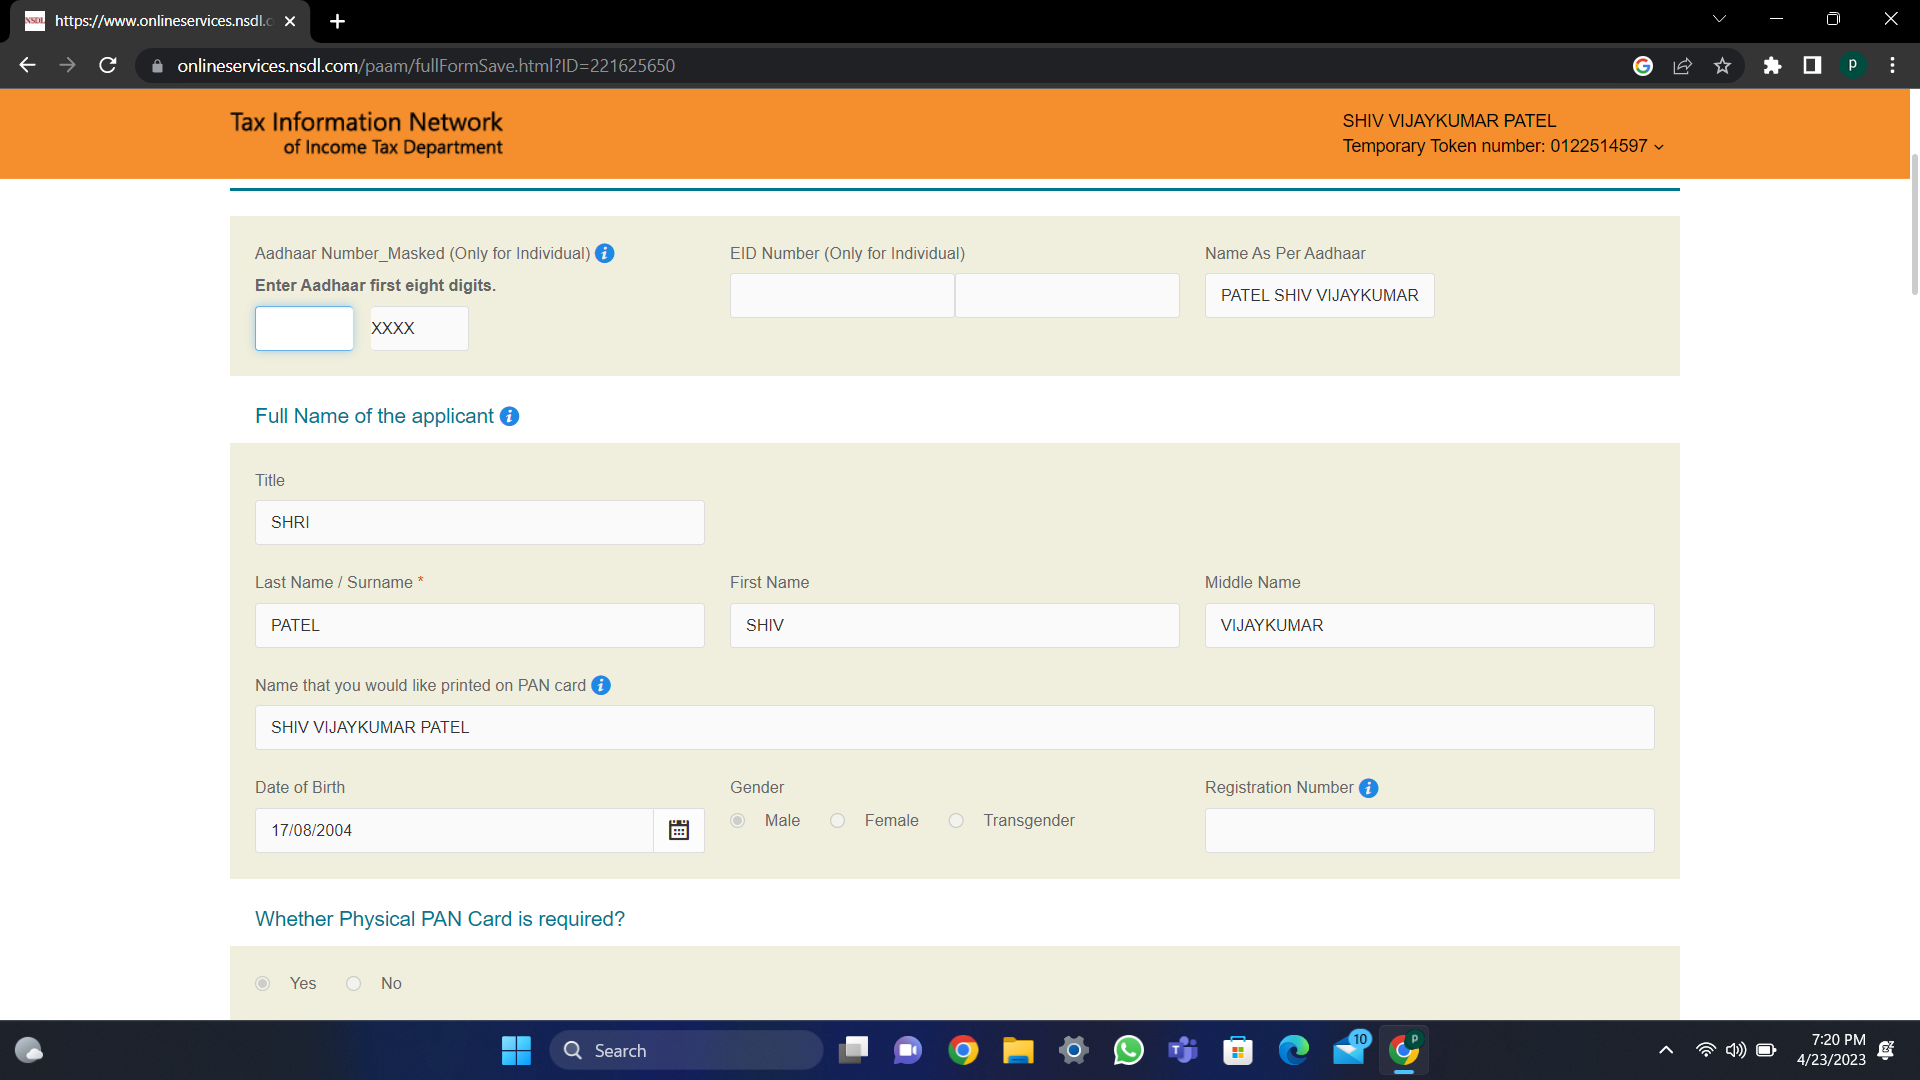 https://www.onlineservices.nsdl.c
onlineservices.nsdl.com/paam/fullFormSave.html?ID=221625650
Tax Information Network
of Income Tax Department
SHIV VIJAYKUMAR PATEL
Temporary Token number: 0122514597
Aadhaar Number_Masked (Only for Individual)
EID Number (Only for Individual)
Name As Per Aadhaar
Enter Aadhaar first eight digits.
PATEL SHIV VIJAYKUMAR
XXXX
Full Name of the applicant
Title
SHRI
Last Name / Surname *
First Name
Middle Name
PATEL
SHIV
VIJAYKUMAR
Name that you would like printed on PAN card
SHIV VIJAYKUMAR PATEL
Date of Birth
Gender
Registration Number
17/08/2004
Male
Female
Transgender
Whether Physical PAN Card is required?
Yes
No
Search
10
7:20 PM
4/23/2023